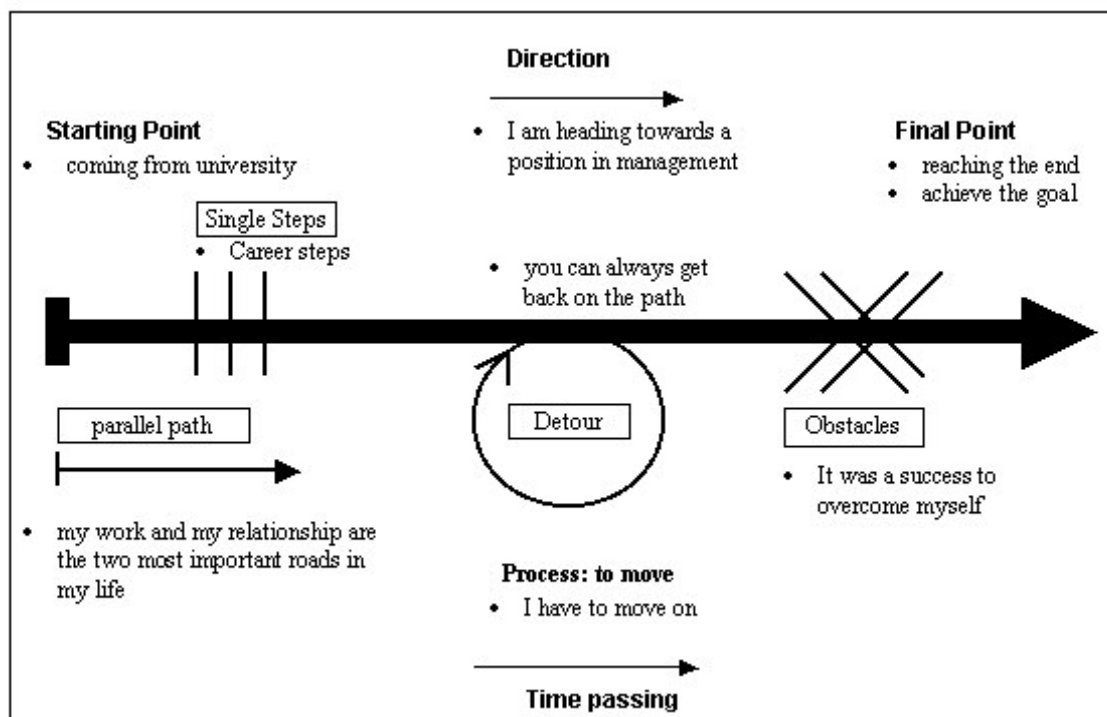 Direction
Starting Point
• coming from university
• I am heading towards a
position in management
Final Point
• reaching the end
• achieve the goal
Single Steps
• Career steps
• you can always get
back on the path
parallel path
Detour
Obstacles
• my work and my relationship are
the two most important roads in
my life
• It was a success to
overcome myself
Process: to move
• I have to move on
Time passing